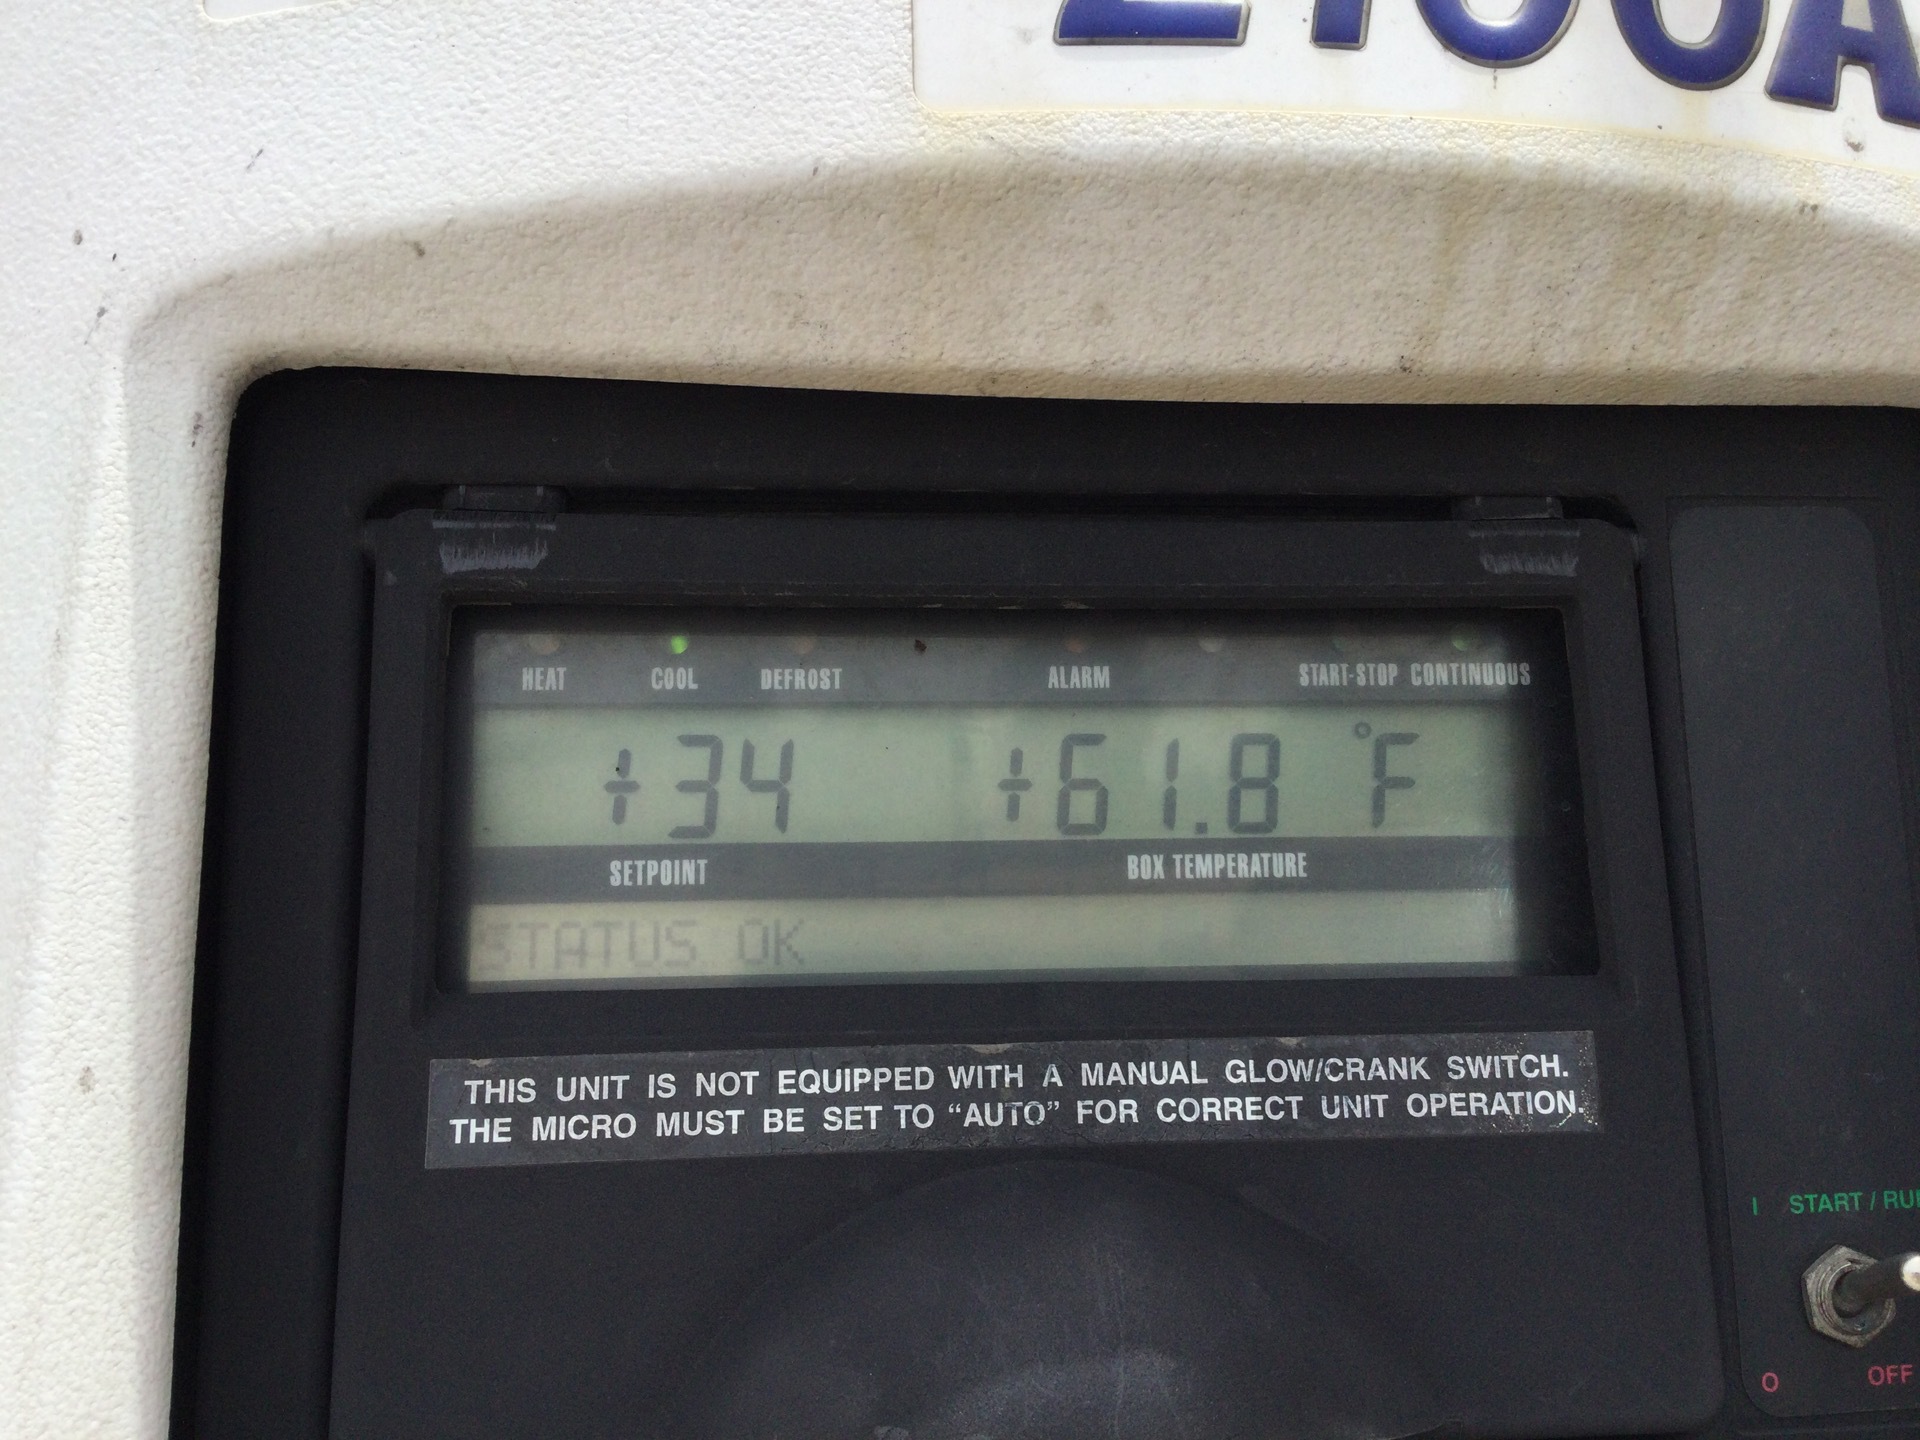 2100A
HEAT COOL DEFROST ALARM START-STOP CONTINUOUS
+34 +61.8 °F
SETPOINT BOX TEMPERATURE
STATUS OK
THIS UNIT IS NOT EQUIPPED WITH A MANUAL GLOW/CRANK SWITCH.
THE MICRO MUST BE SET TO “AUTO” FOR CORRECT UNIT OPERATION.
I START / RU
O OFF